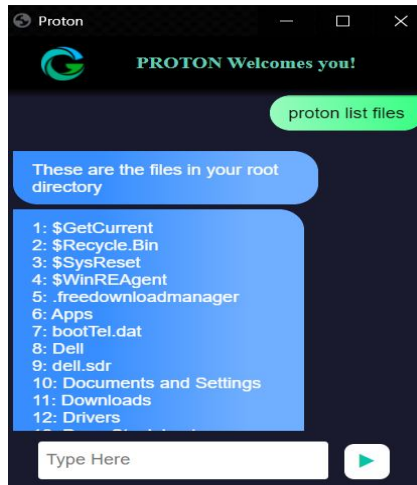 Proton
PROTON Welcomes you!
proton list files
These are the files in your root
directory
1: $GetCurrent
2: $Recycle.Bin
3: $SysReset
4: $WinREAgent
5: .freedownloadmanager
6: Apps
7: bootTel.dat
8: Dell
9: dell.sdr
10: Documents and Settings
11: Downloads
12: Drivers
Type Here